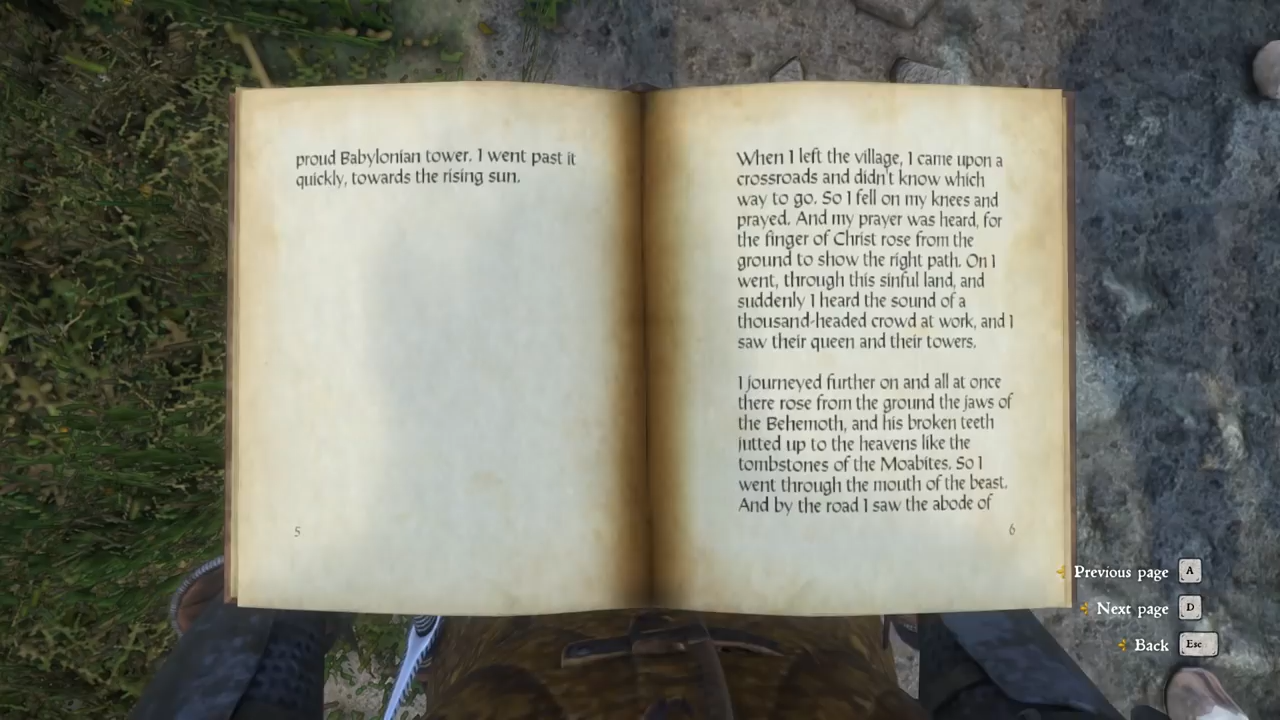 proud Babylonian tower. I went past it
quickly, towards the rising sun.
5
When I left the village, I came upon a
crossroads and didn't know which
way to go. So I fell on my knees and
prayed. And my prayer was heard, for
the finger of Christ rose from the
ground to show the right path. On I
went, through this sinful land, and
suddenly I heard the sound of a
thousand-headed crowd at work, and I
saw their queen and their towers.
I journeyed further on and all at once
there rose from the ground the jaws of
the Behemoth, and his broken teeth
jutted up to the heavens like the
tombstones of the Moabites. So I
went through the mouth of the beast.
And by the road I saw the abode of
6
Previous page A
Next page D
Back Esc